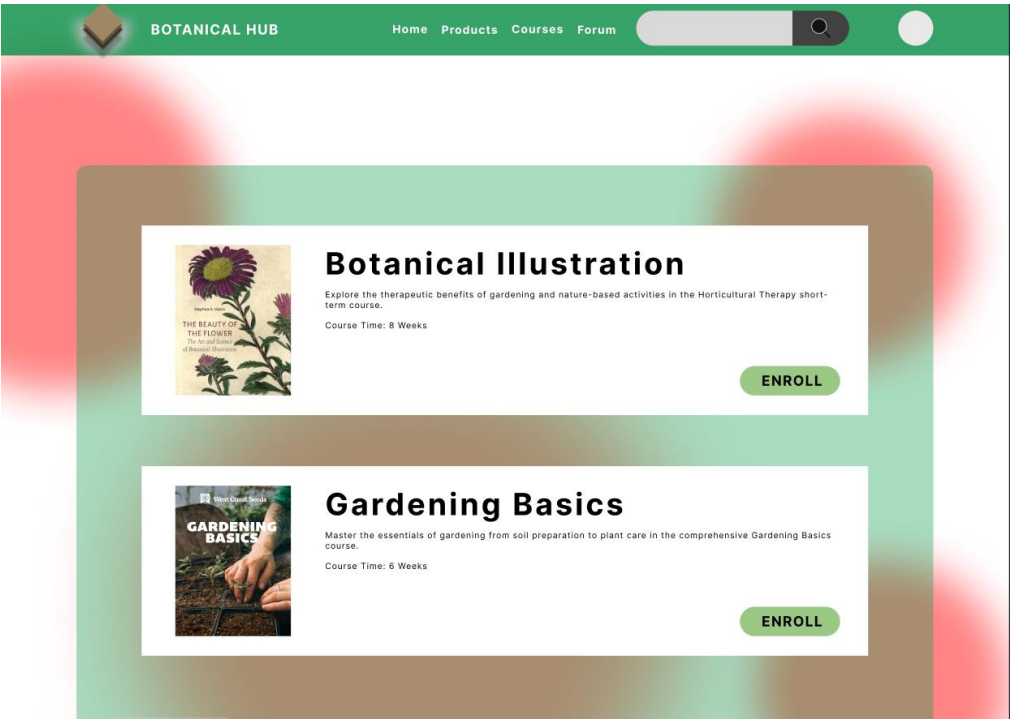 BOTANICAL HUB
Home Products Courses Forum
Botanical Illustration
Explore the therapeutic benefits of gardening and nature-based activities in the Horticultural Therapy short-
term course.
Course Time: 8 Weeks
ENROLL
THE BEAUTY OF
THE FLOWER
The Art and Science
of Botanical Illustration
Gardening Basics
Master the essentials of gardening from soil preparation to plant care in the comprehensive Gardening Basics
course.
Course Time: 6 Weeks
ENROLL
West Coast Seeds
GARDENING
BASICS